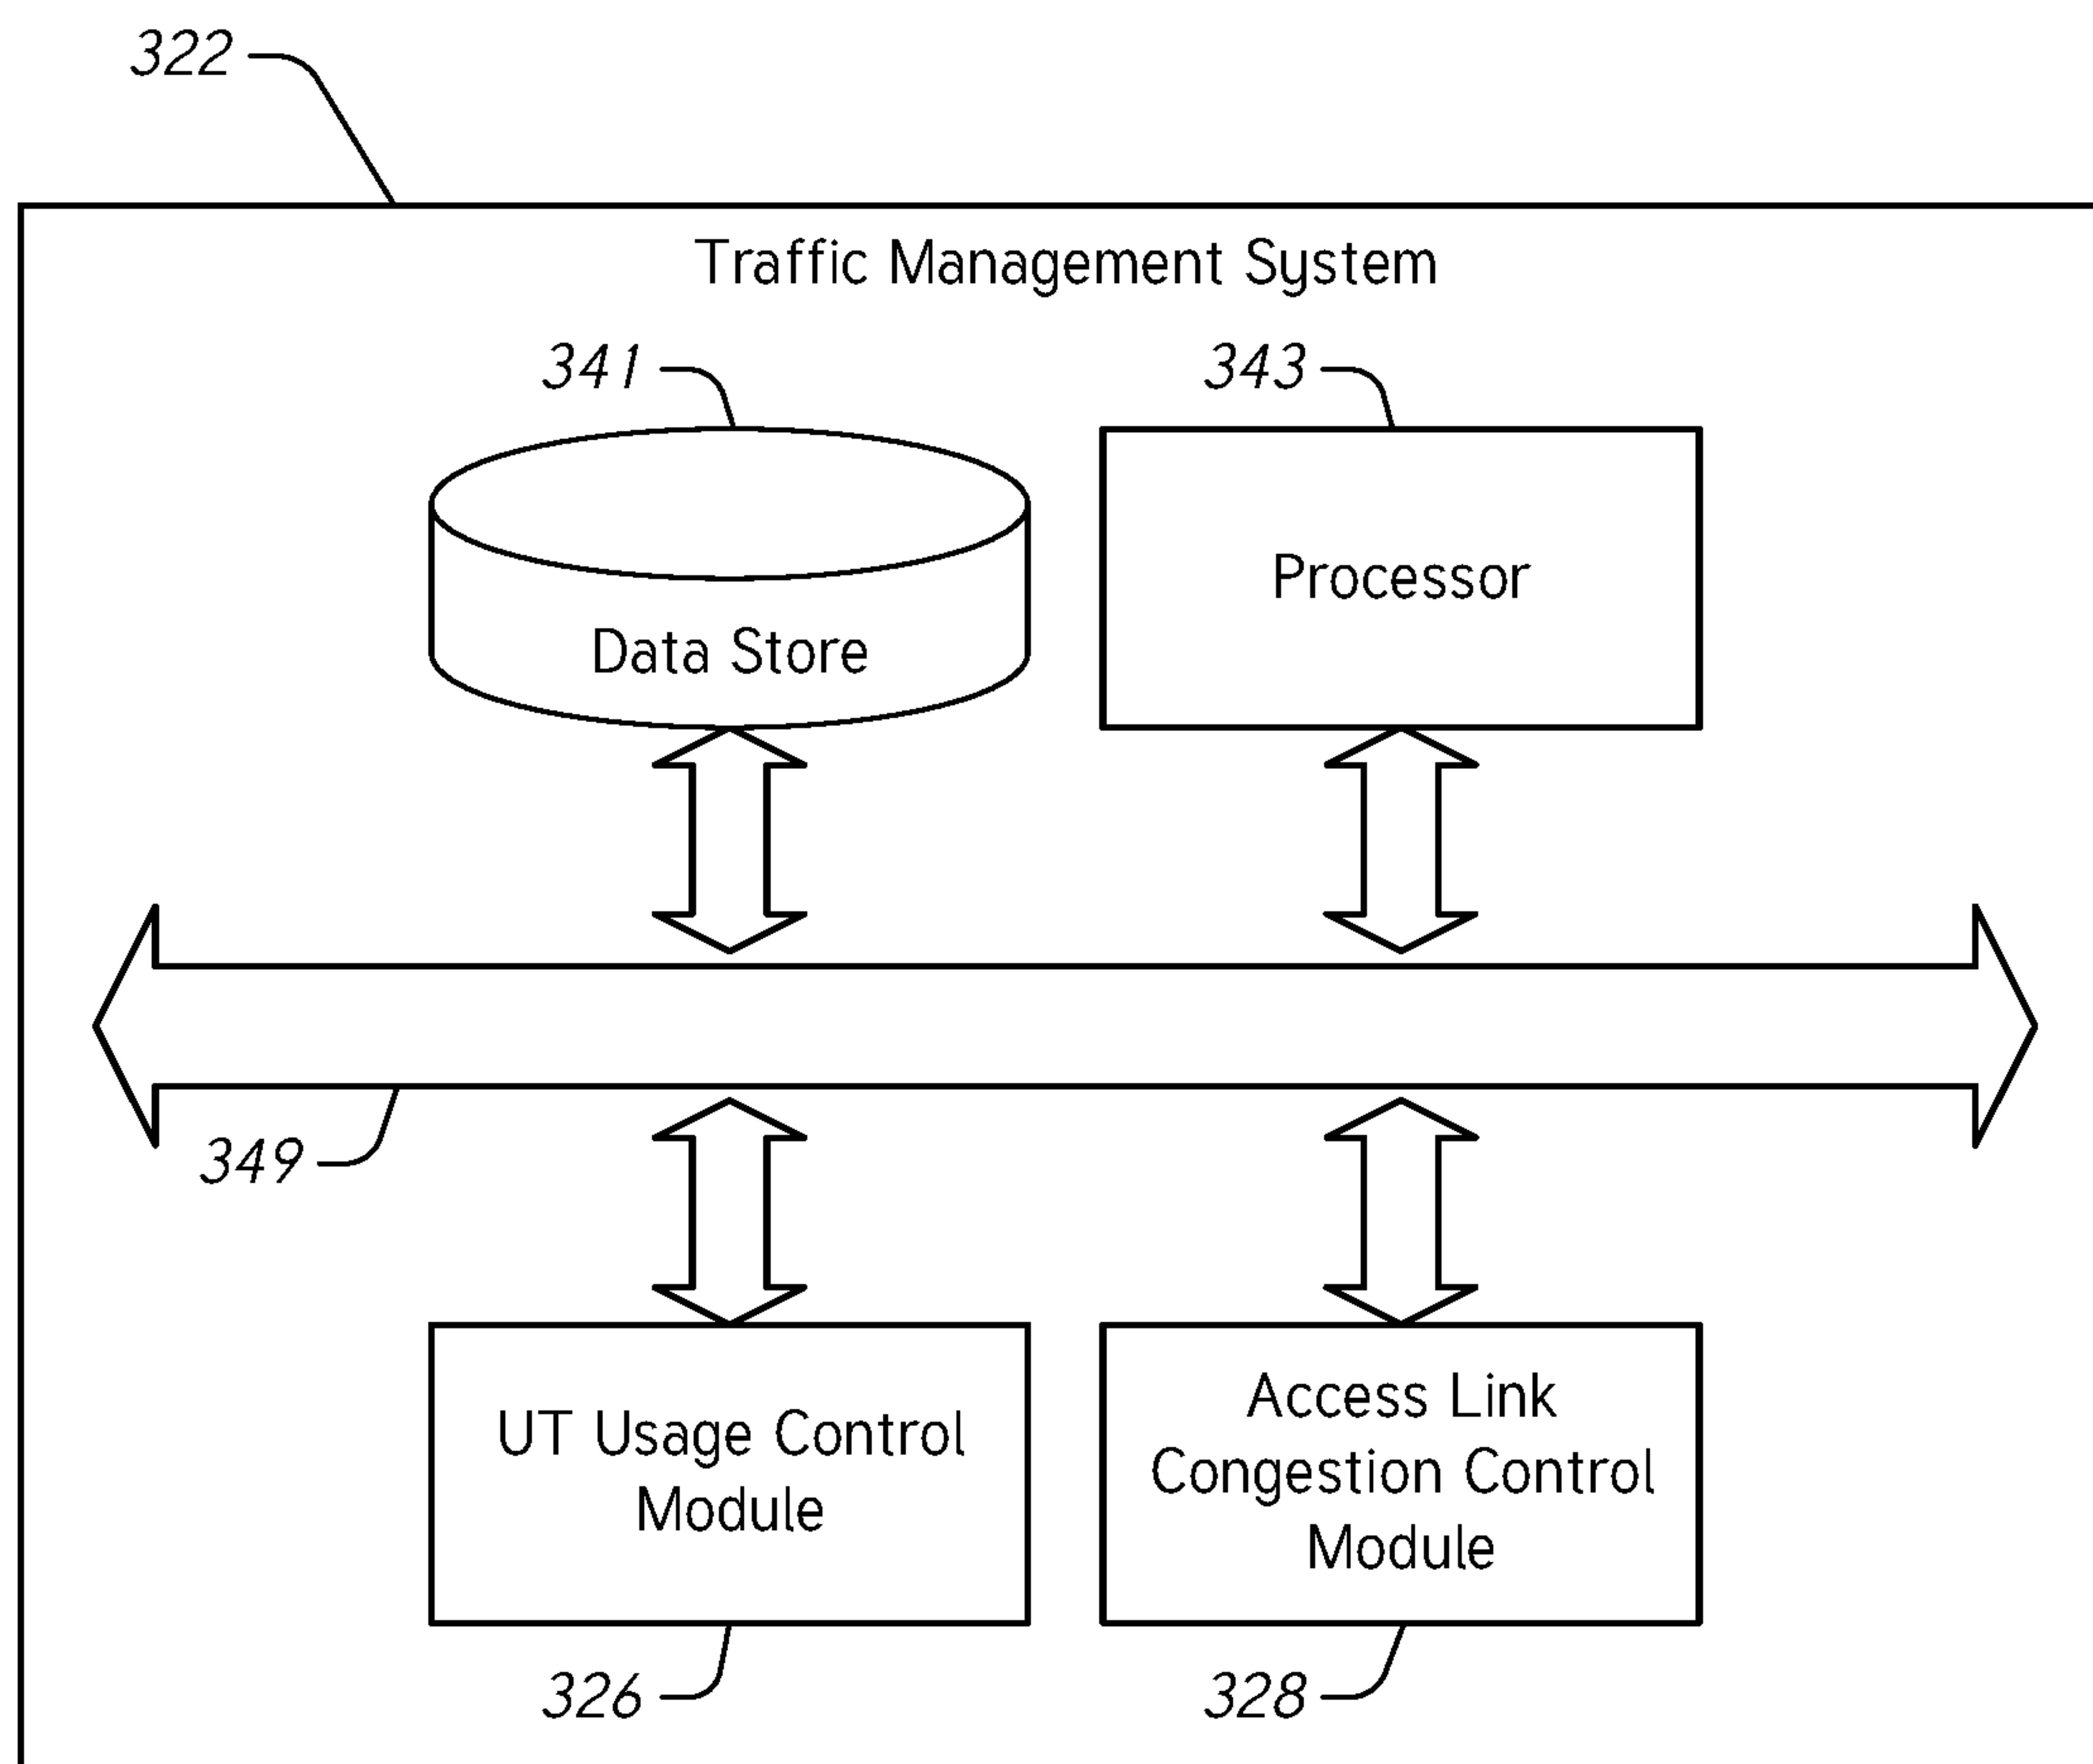 322
Traffic Management System
341
343
Data Store
Processor
349
UT Usage Control
Module
Access Link
Congestion Control
Module
326
328